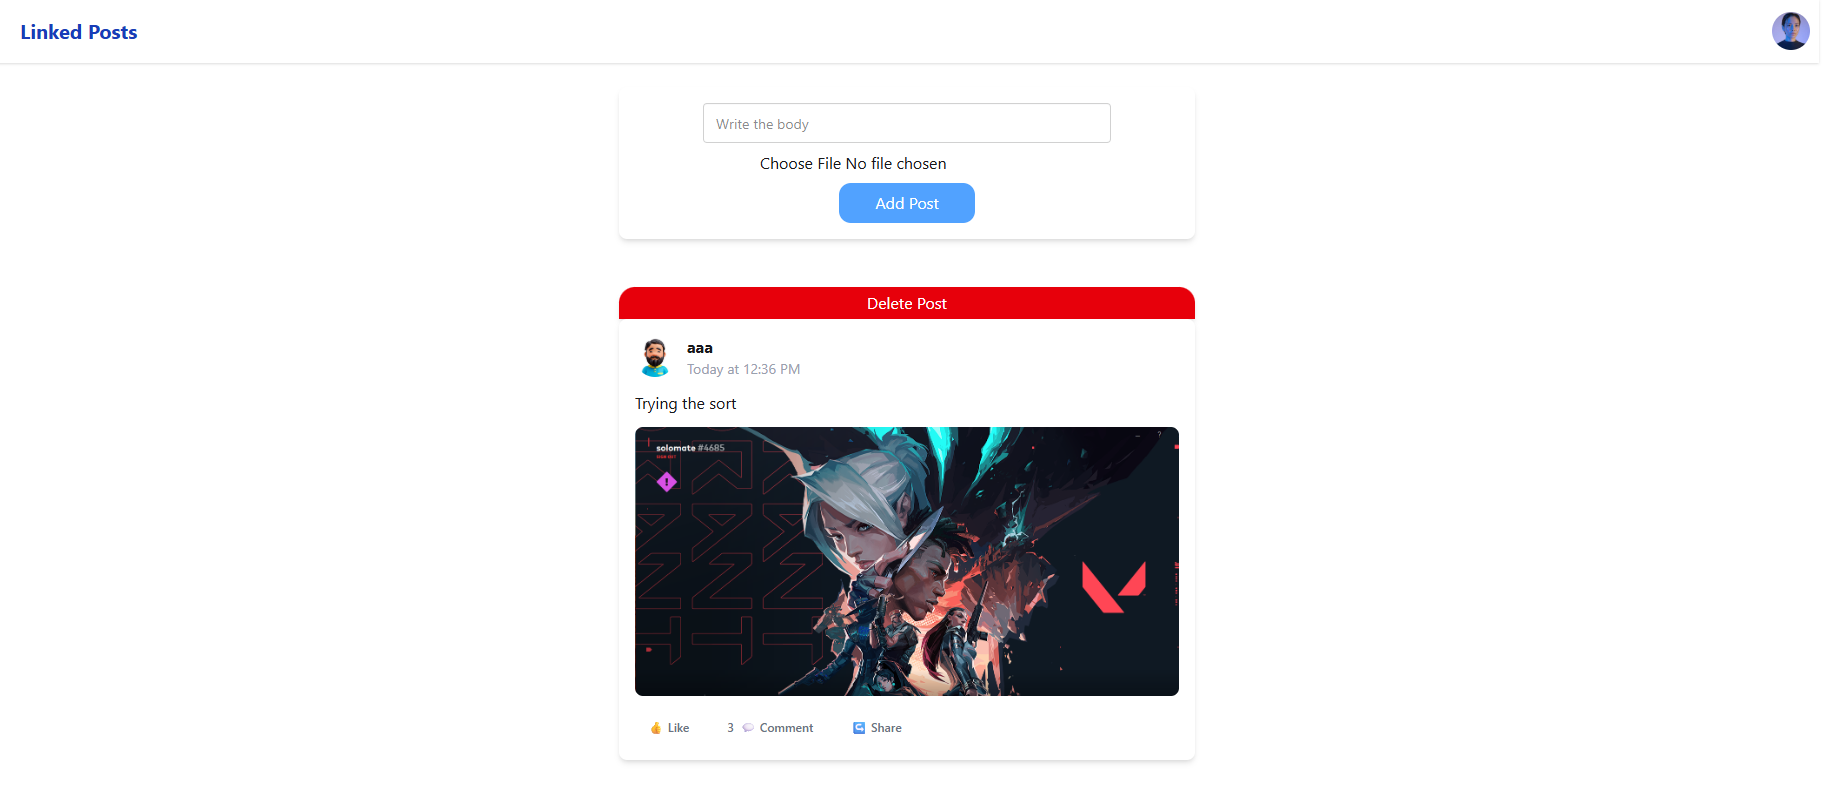 Linked Posts
Write the body
Choose File No file chosen
Add Post
Delete Post
aaa
Today at 12:36 PM
Trying the sort
solomate #4685
Like
3 Comment
Share